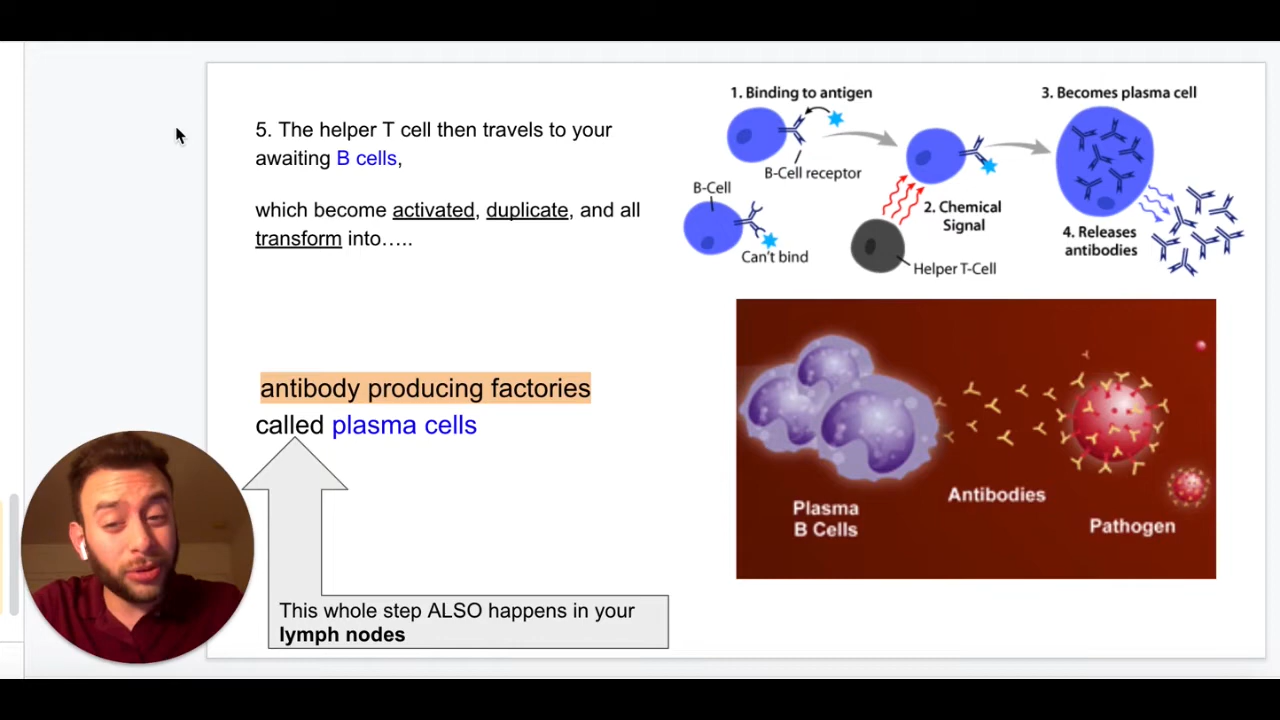 5. The helper T cell then travels to your
awaiting B cells,
which become activated, duplicate, and all
transform into.....
antibody producing factories
called plasma cells
This whole step ALSO happens in your
lymph nodes
1. Binding to antigen
B-Cell receptor
B-Cell
Can't bind
2. Chemical
Signal
Helper T-Cell
3. Becomes plasma cell
4. Releases
antibodies
Plasma
B Cells
Antibodies
Pathogen